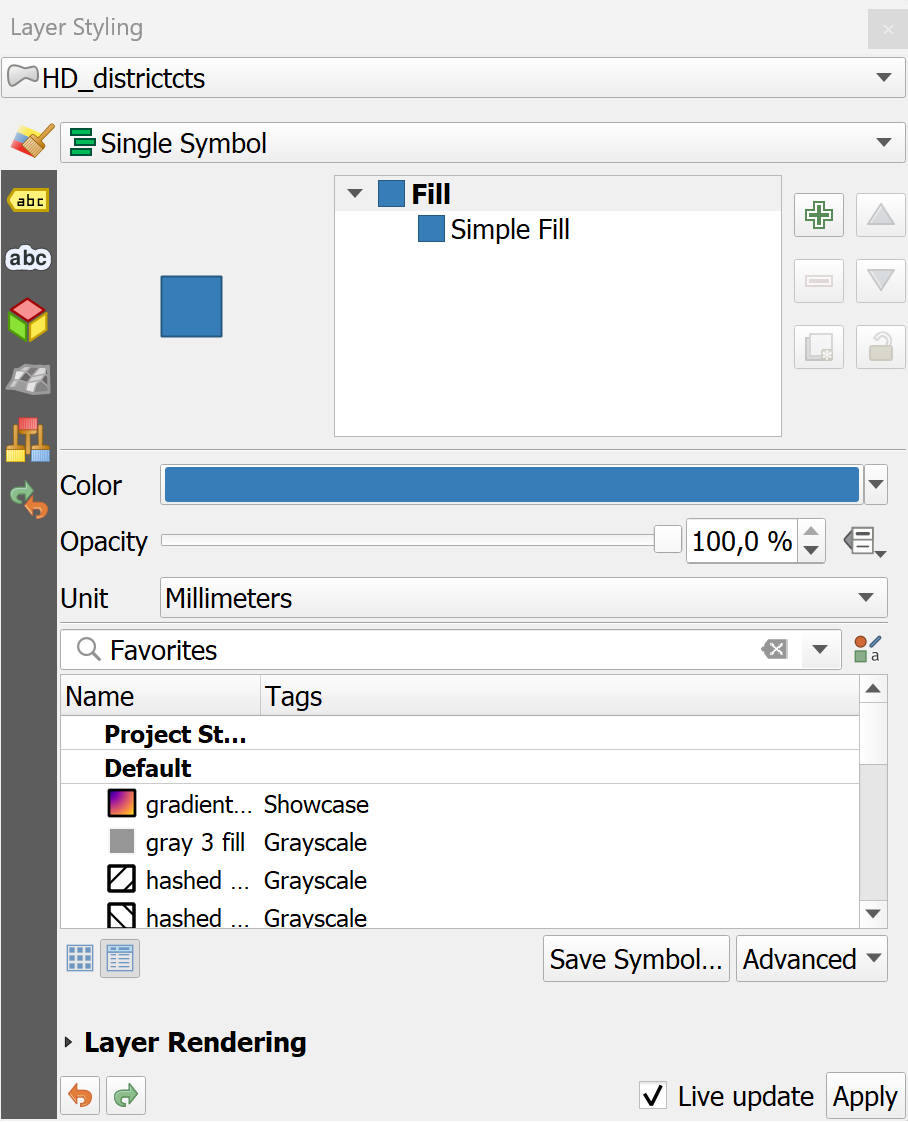 Layer Styling
HD_districtcts
Single Symbol
abc
abc
Fill
Simple Fill
Color
Opacity
100,0 %
Unit
Millimeters
Favorites
a
Name Tags
Project St...
Default
gradient... Showcase
gray 3 fill Grayscale
hashed ... Grayscale
hashed ... Grayscale
Save Symbol... Advanced
Layer Rendering
Live update Apply